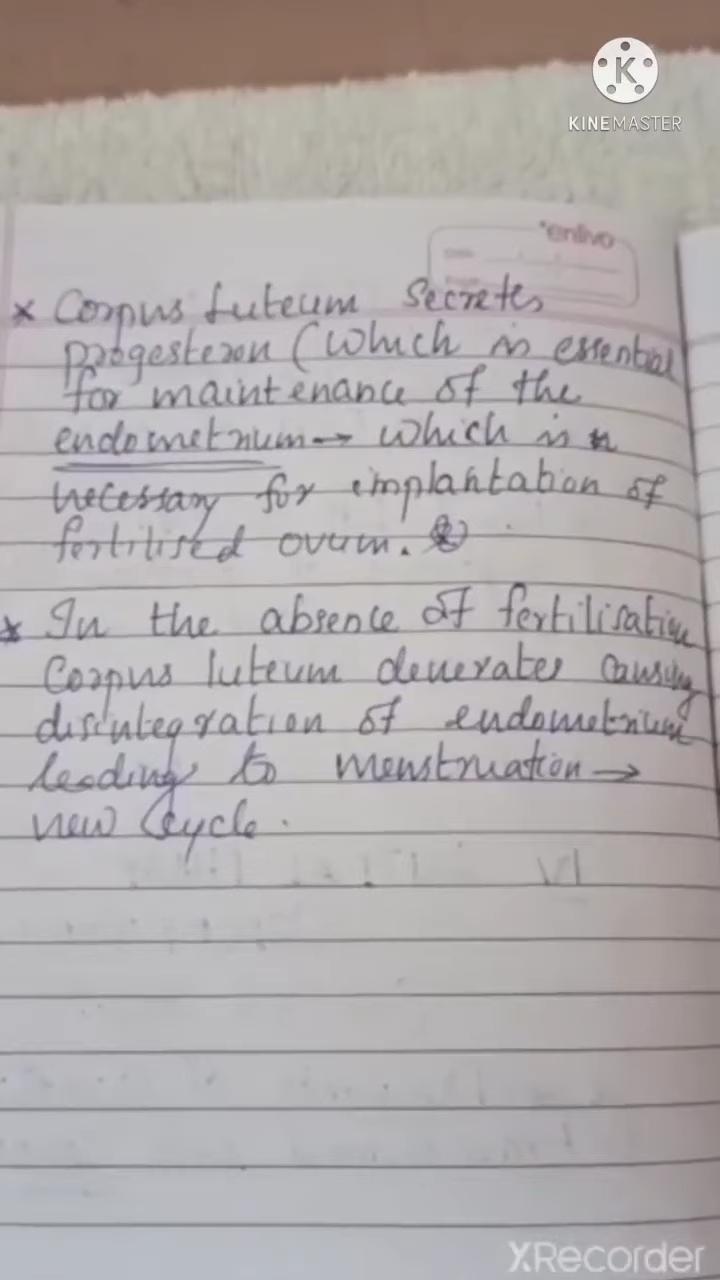 KINEMASTER
enlivo
* Corpus Luteum Secretes
progesteron (which is essential
for maintenance of the
endometrium → which is
necessary for implantation of
fertilised ovum.
* In the absence of fertilisation
Corpus luteum denerates causing
disintegration of endometrium
leading to menstruation →
new Cycle.
XRecorder